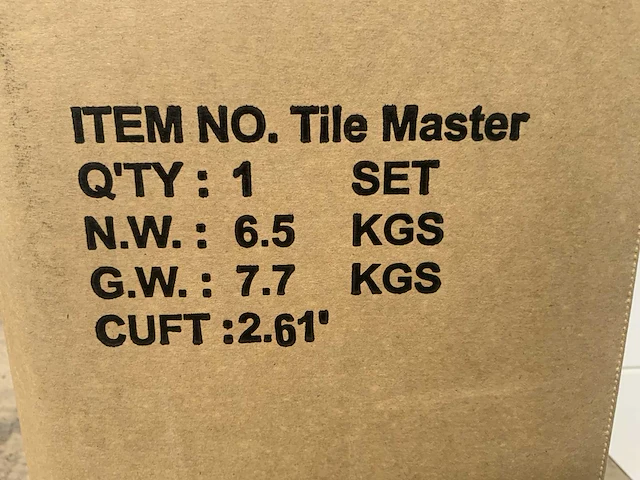 ITEM NO. Tile Master
Q'TY : 1 SET
N.W. : 6.5 KGS
G.W. : 7.7 KGS
CUFT :2.61'